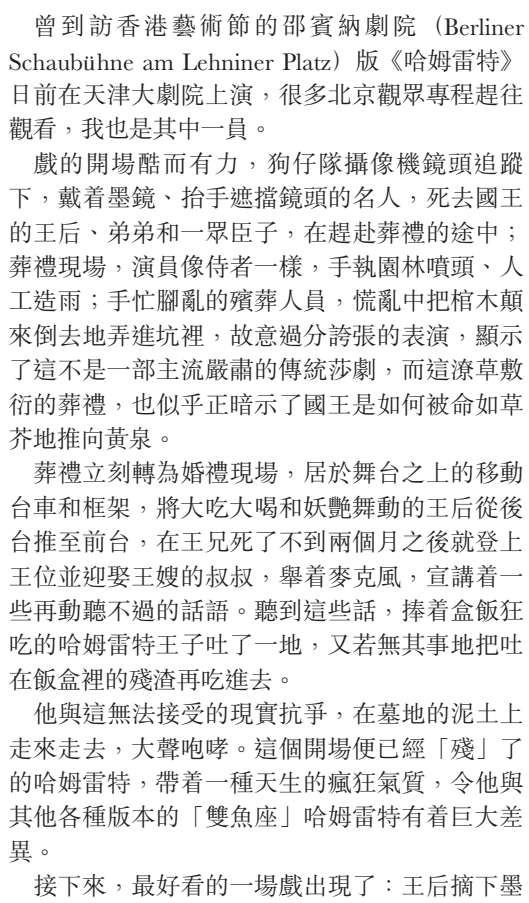 曾到訪香港藝術節的邵賓納劇院（Berliner
Schaubühne am Lehniner Platz）版《哈姆雷特》
日前在天津大劇院上演，很多北京觀眾專程趕往
觀看，我也是其中一員。
戲的開場酷而有力，狗仔隊攝像機鏡頭追蹤
下，戴着墨鏡、抬手遮擋鏡頭的名人，死去國王
的王后、弟弟和一眾臣子，在趕赴葬禮的途中；
葬禮現場，演員像侍者一樣，手執園林噴頭、人
工造雨；手忙腳亂的殯葬人員，慌亂中把棺木顛
來倒去地弄進坑裡，故意過分誇張的表演，顯示
了這不是一部主流嚴肅的傳統莎劇，而這潦草敷
衍的葬禮，也似乎正暗示了國王是如何被命如草
芥地推向黃泉。
葬禮立刻轉為婚禮現場，居於舞台之上的移動
台車和框架，將大吃大喝和妖艷舞動的王后從後
台推至前台，在王兄死了不到兩個月之後就登上
王位並迎娶王嫂的叔叔，舉着麥克風，宣講着一
些再動聽不過的話語。聽到這些話，捧着盒飯狂
吃的哈姆雷特王子吐了一地，又若無其事地把吐
在飯盒裡的殘渣再吃進去。
他與這無法接受的現實抗爭，在墓地的泥土上
走來走去，大聲咆哮。這個開場便已經「殘」了
的哈姆雷特，帶着一種天生的瘋狂氣質，令他與
其他各種版本的「雙魚座」哈姆雷特有着巨大差
異。
接下來，最好看的一場戲出現了：王后摘下墨